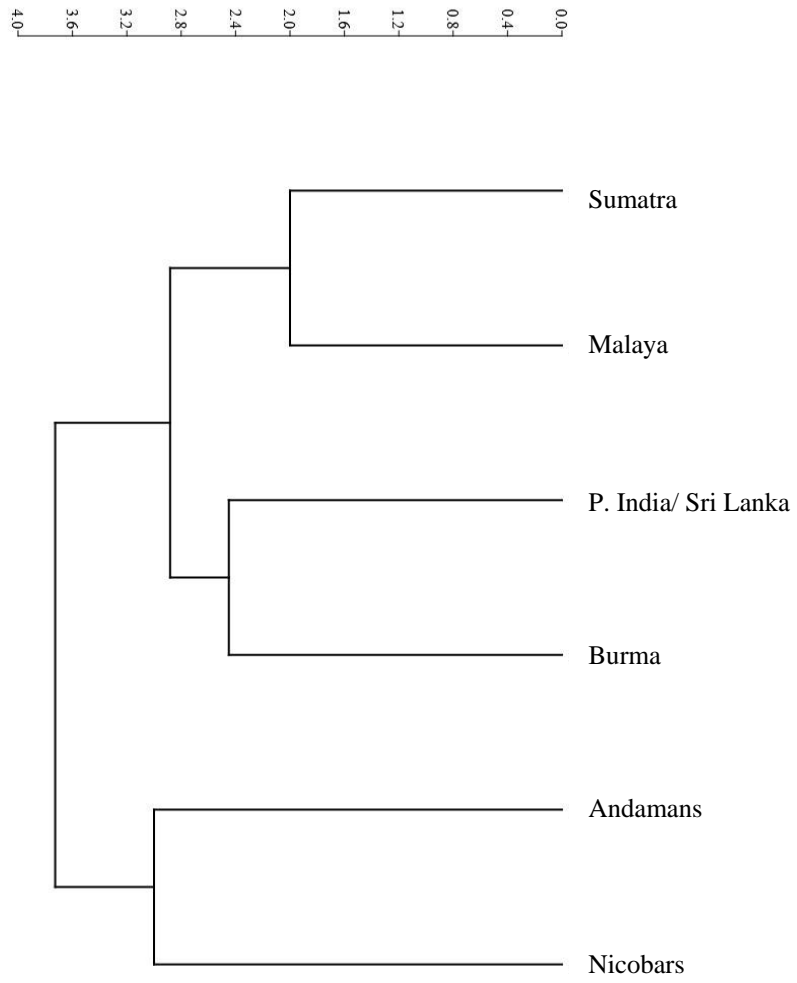 4.0 3.6 3.2 2.8 2.4 2.0 1.6 1.2 0.8 0.4 0.0
Sumatra
Malaya
P. India/ Sri Lanka
Burma
Andamans
Nicobars